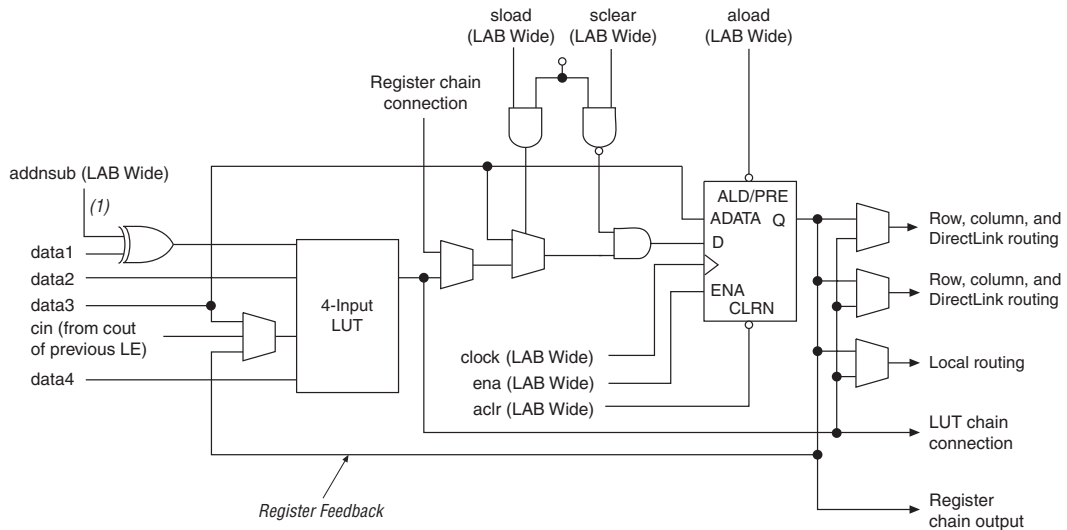 sload
(LAB Wide)
sclear
(LAB Wide)
aload
(LAB Wide)
Register chain
connection
addnsub (LAB Wide)
(1)
data1
data2
data3
cin (from cout
of previous LE)
data4
4-Input
LUT
ALD/PRE
ADATA Q
D
ENA
CLRN
clock (LAB Wide)
ena (LAB Wide)
aclr (LAB Wide)
Row, column, and
DirectLink routing
Row, column, and
DirectLink routing
Local routing
LUT chain
connection
Register
chain output
Register Feedback